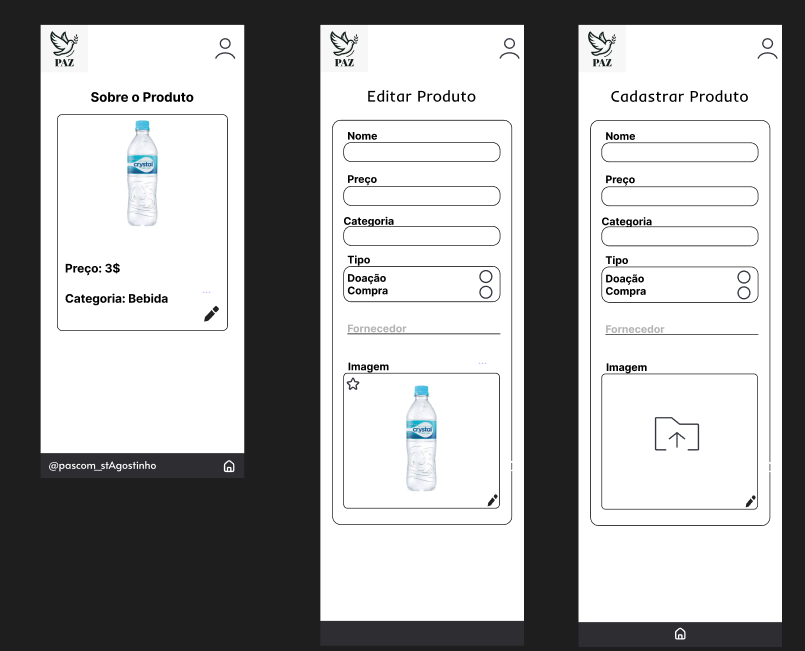 PAZ
Sobre o Produto
crystal
Preço: 3$
Categoria: Bebida
@pascom_stAgostinho
PAZ
Editar Produto
Nome
Preço
Categoria
Tipo
Doação
Compra
Fornecedor
Imagem
crystal
PAZ
Cadastrar Produto
Nome
Preço
Categoria
Tipo
Doação
Compra
Fornecedor
Imagem